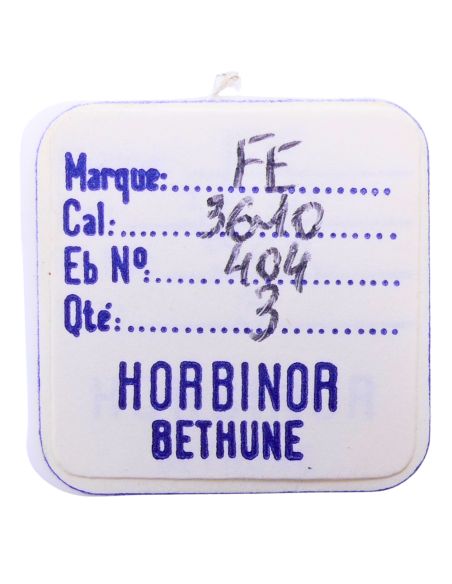 Marque: FE
Cal: 3610
Eb Nº: 404
Qté: 3
HORBINOR
BETHUNE